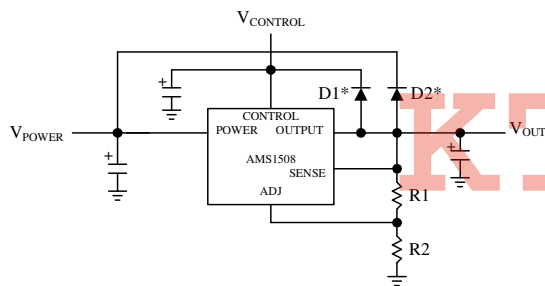 VCONTROL
D1*
D2*
VPOWER
CONTROL
POWER
OUTPUT
VOUT
AMS1508
SENSE
ADJ
R1
R2
+
+
+